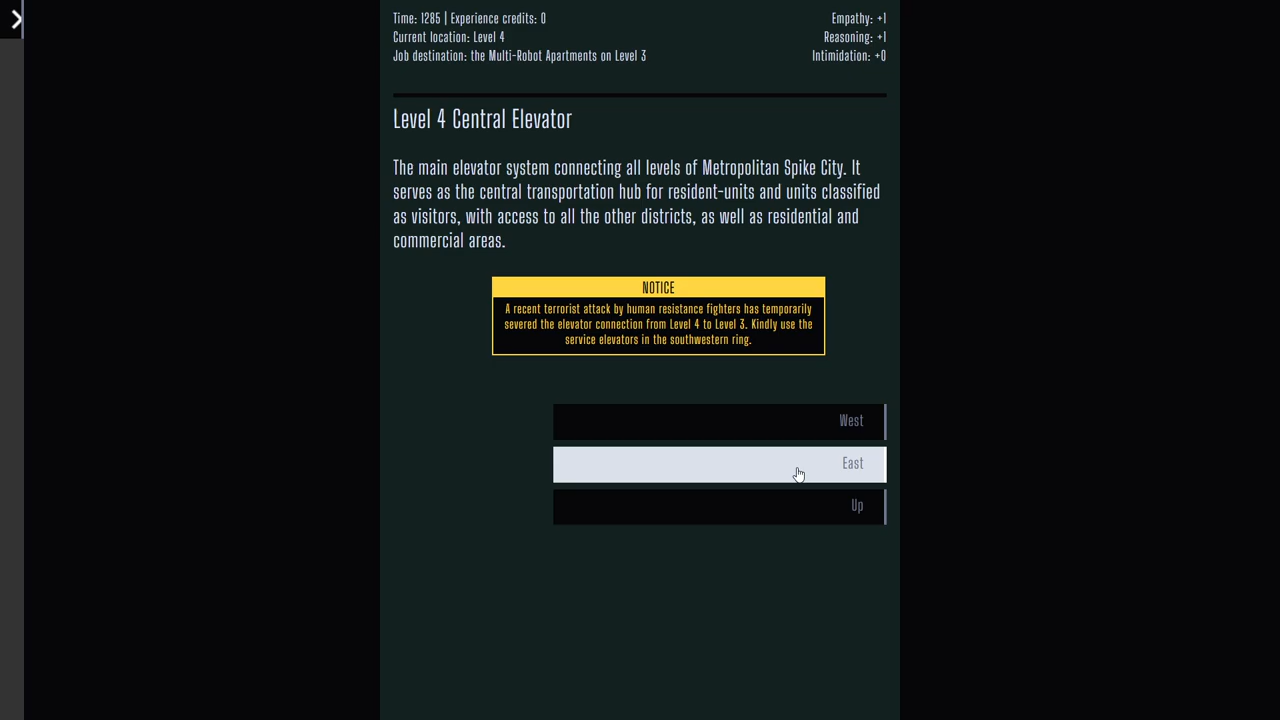 Time: 1285 | Experience credits: 0
Empathy: +1
Current location: Level 4
Reasoning: +1
Job destination: the Multi-Robot Apartments on Level 3
Intimidation: +0
Level 4 Central Elevator
The main elevator system connecting all levels of Metropolitan Spike City. It
serves as the central transportation hub for resident-units and units classified
as visitors, with access to all the other districts, as well as residential and
commercial areas.
NOTICE
A recent terrorist attack by human resistance fighters has temporarily
severed the elevator connection from Level 4 to Level 3. Kindly use the
service elevators in the southwestern ring.
West
East
Up